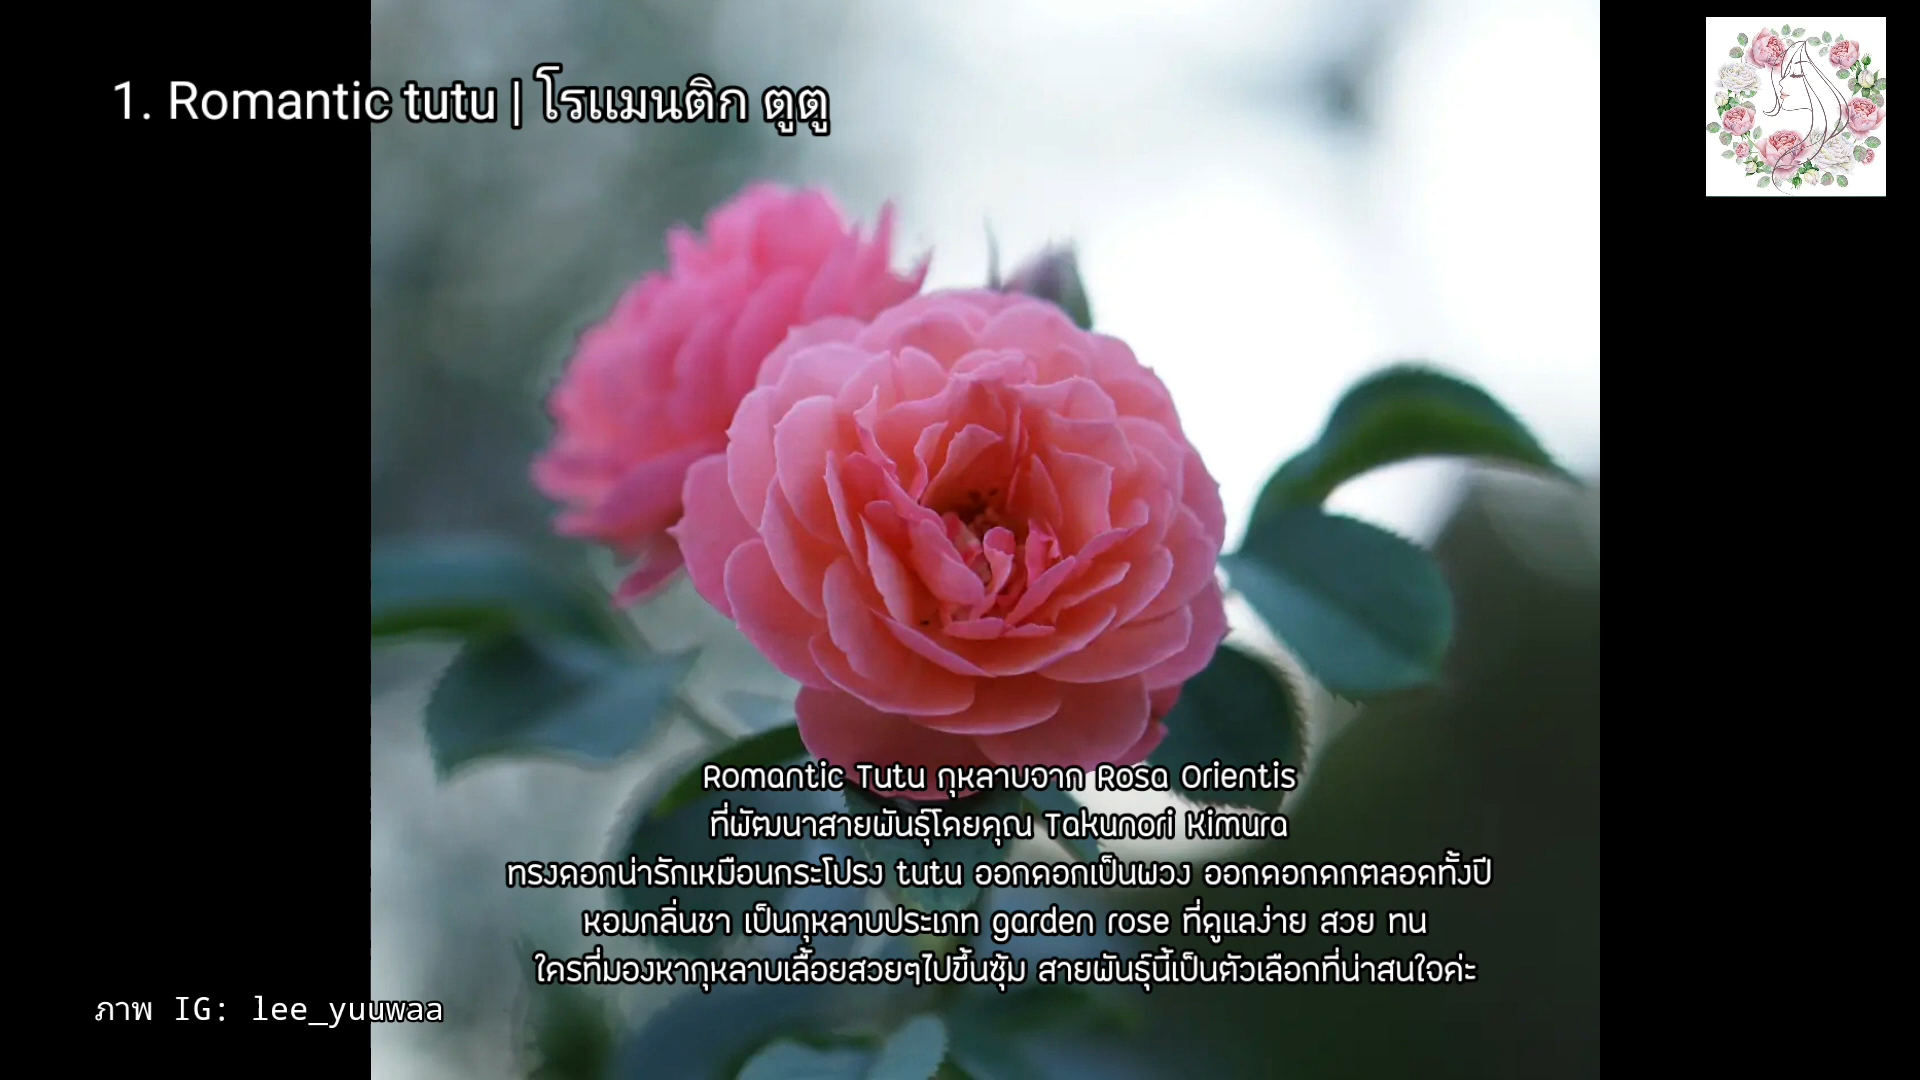 1. Romantic tutu | โรแมนติก ตูตู
Romantic Tutu กุหลาบจาก Rosa Orientis
ที่พัฒนาสายพันธุ์โดยคุณ Takunori Kimura
ทรงดอกน่ารักเหมือนกระโปรง tutu ออกดอกเป็นพวง ออกดอกดกตลอดทั้งปี
หอมกลิ่นชา เป็นกุหลาบประเภท garden rose ที่ดูแลง่าย สวย ทน
ใครที่มองหากุหลาบเลื้อยสวยๆไปขึ้นซุ้ม สายพันธุ์นี้เป็นตัวเลือกที่น่าสนใจค่ะ
ภาพ IG: lee_yuuwaa